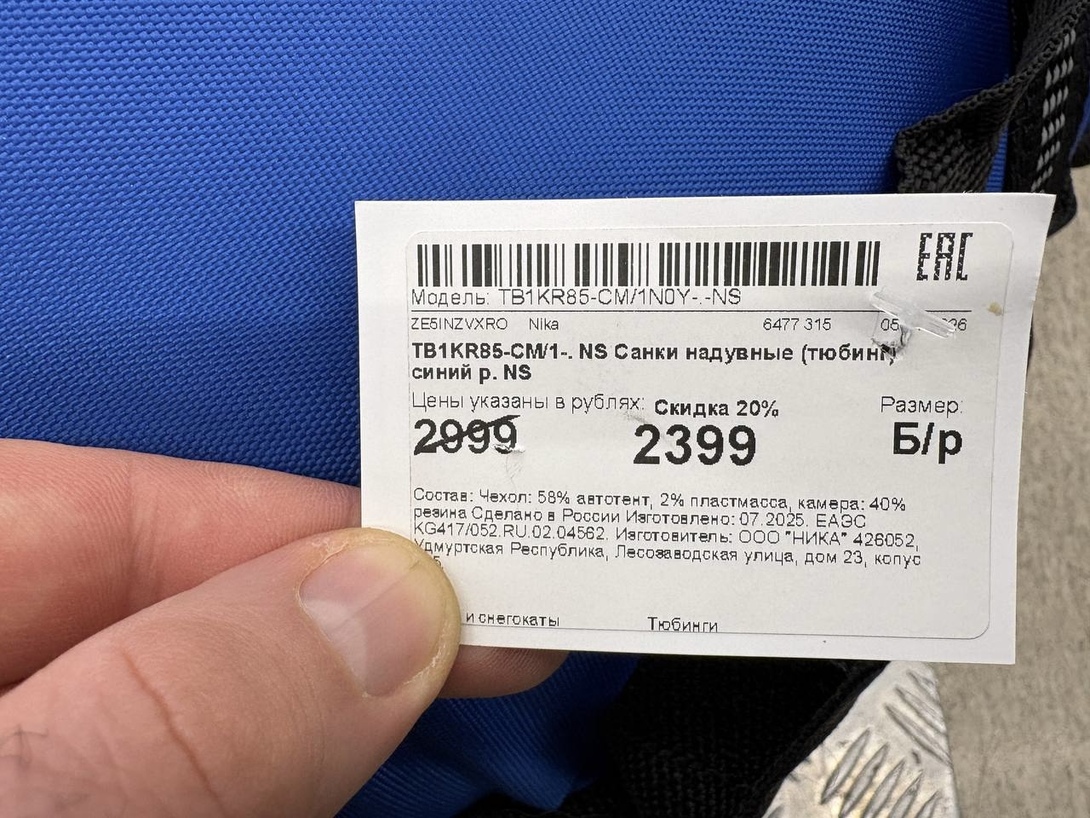 EAC
Модель: TB1KR85-CM/1N0Y-.-NS
ZE5INZVXRO Nika 6477 315
TB1KR85-CM/1-. NS Санки надувные (тюбинг)
синий р. NS
Цены указаны в рублях: Скидка 20% Размер:
2999 2399 Б/р
Состав: Чехол: 58% автотент, 2% пластмасса, камера: 40%
резина Сделано в России Изготовлено: 07.2025. ЕАЭС
KG417/052.RU.02.04562. Изготовитель: ООО "НИКА" 426052,
Удмуртская Республика, Лесозаводская улица, дом 23, копус
и снегокаты Тюбинги